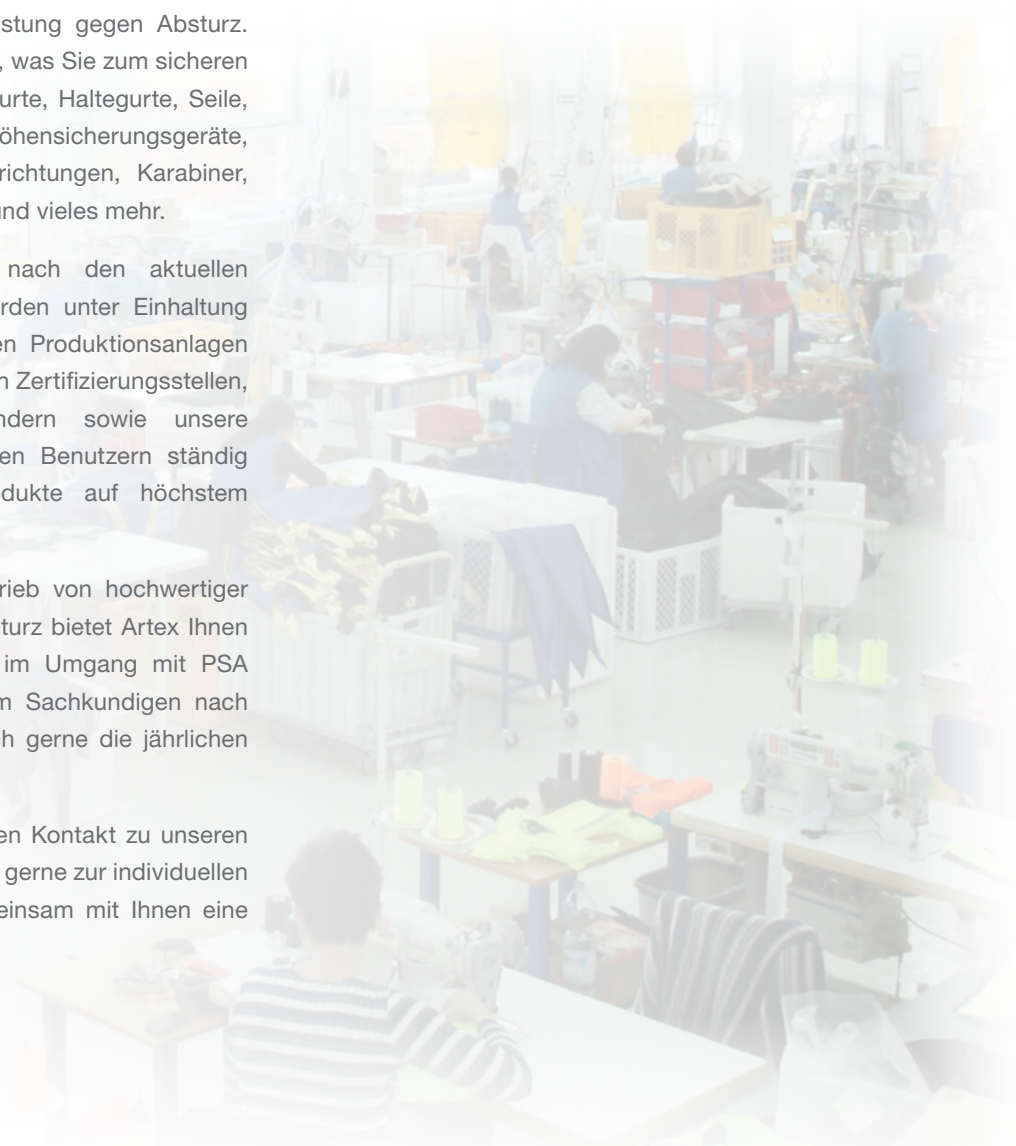 stung gegen Absturz.
, was Sie zum sicheren
urte, Haltegurte, Seile,
öhensicherungsgeräte,
richtungen, Karabiner,
und vieles mehr.
nach den aktuellen
rden unter Einhaltung
en Produktionsanlagen
n Zertifizierungsstellen,
ndern sowie unsere
en Benutzern ständig
dukte auf höchstem
rieb von hochwertiger
turz bietet Artex Ihnen
im Umgang mit PSA
m Sachkundigen nach
ch gerne die jährlichen
en Kontakt zu unseren
gerne zur individuellen
einsam mit Ihnen eine